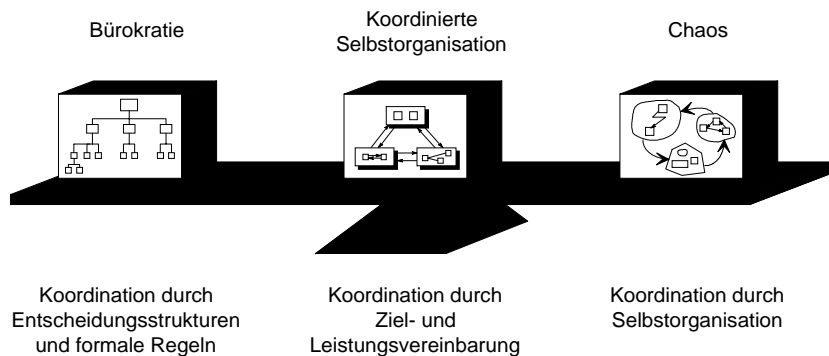 Bürokratie
Koordinierte
Selbstorganisation
Chaos
Koordination durch
Entscheidungsstrukturen
und formale Regeln
Koordination durch
Ziel- und
Leistungsvereinbarung
Koordination durch
Selbstorganisation